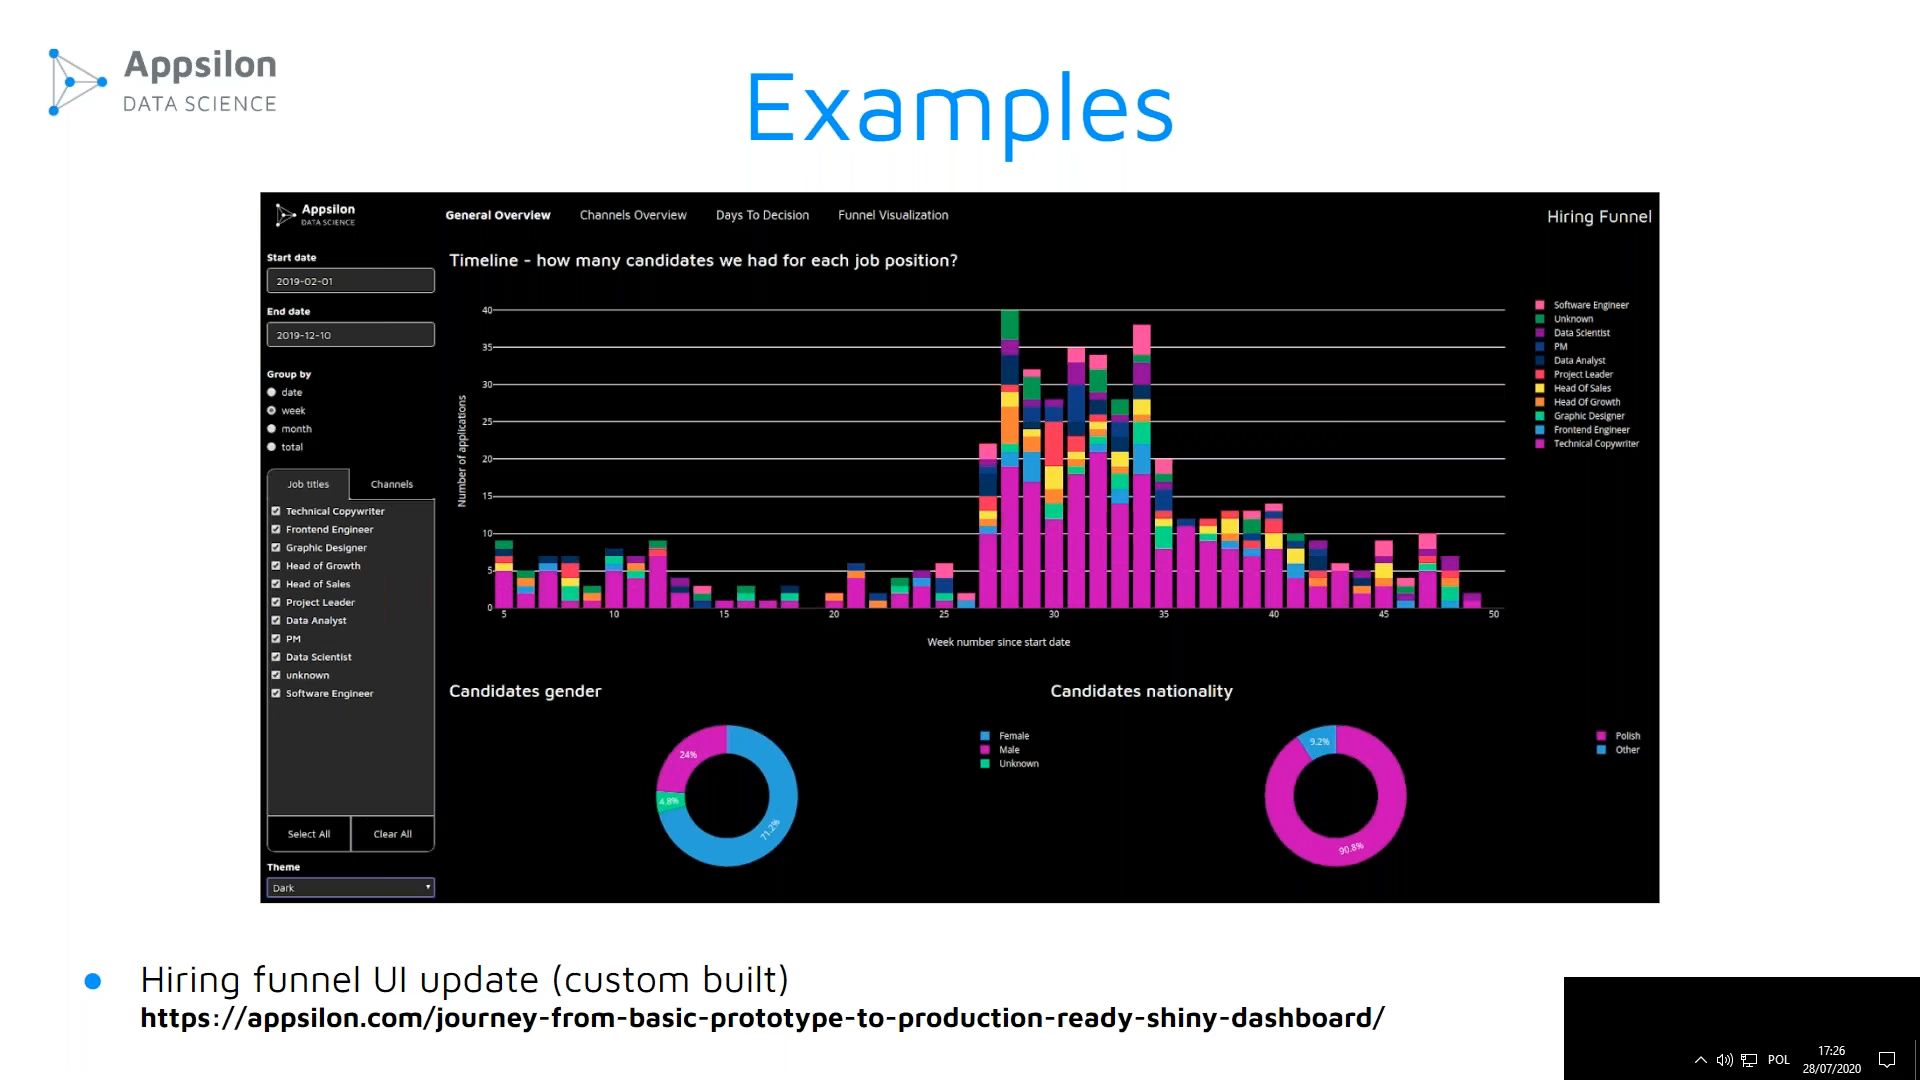 Appsilon
DATA SCIENCE
Examples
Appsilon
DATA SCIENCE
General Overview
Channels Overview
Days To Decision
Funnel Visualization
Hiring Funnel
Start date
2019-02-01
End date
2019-12-10
Group by
date
week
month
total
Job titles
Channels
Technical Copywriter
Frontend Engineer
Graphic Designer
Head of Growth
Head of Sales
Project Leader
Data Analyst
PM
Data Scientist
unknown
Software Engineer
Select All
Clear All
Theme
Dark
Timeline - how many candidates we had for each job position?
Number of applications
40
35
30
25
20
15
10
5
0
5
10
15
20
25
30
35
40
45
50
Week number since start date
Software Engineer
Unknown
Data Scientist
PM
Data Analyst
Project Leader
Head Of Sales
Head Of Growth
Graphic Designer
Frontend Engineer
Technical Copywriter
Candidates gender
24%
4.8%
71.2%
Female
Male
Unknown
Candidates nationality
9.2%
90.8%
Polish
Other
Hiring funnel UI update (custom built)
https://appsilon.com/journey-from-basic-prototype-to-production-ready-shiny-dashboard/
POL
17:26
28/07/2020